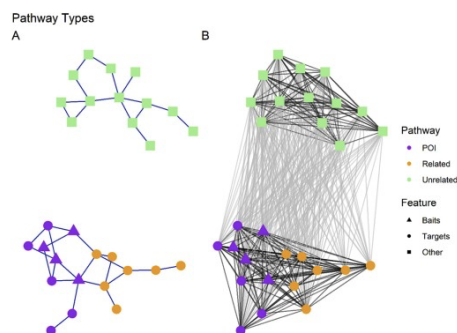 Pathway Types
A
B
Pathway
POI
Related
Unrelated
Feature
Baits
Targets
Other